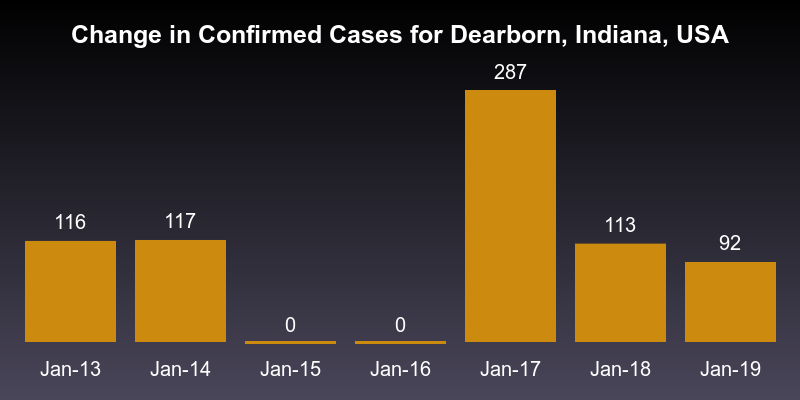 Change in Confirmed Cases for Dearborn, Indiana, USA
287
116 117 113 92
0 0
Jan-13 Jan-14 Jan-15 Jan-16 Jan-17 Jan-18 Jan-19